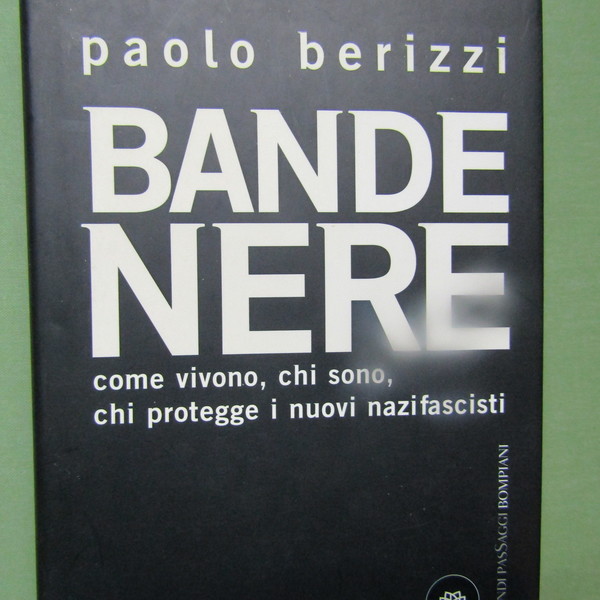 paolo berizzi
BANDE
NERE
come vivono, chi sono,
chi protegge i nuovi nazifascisti
PASSAGGI BOMPIANI